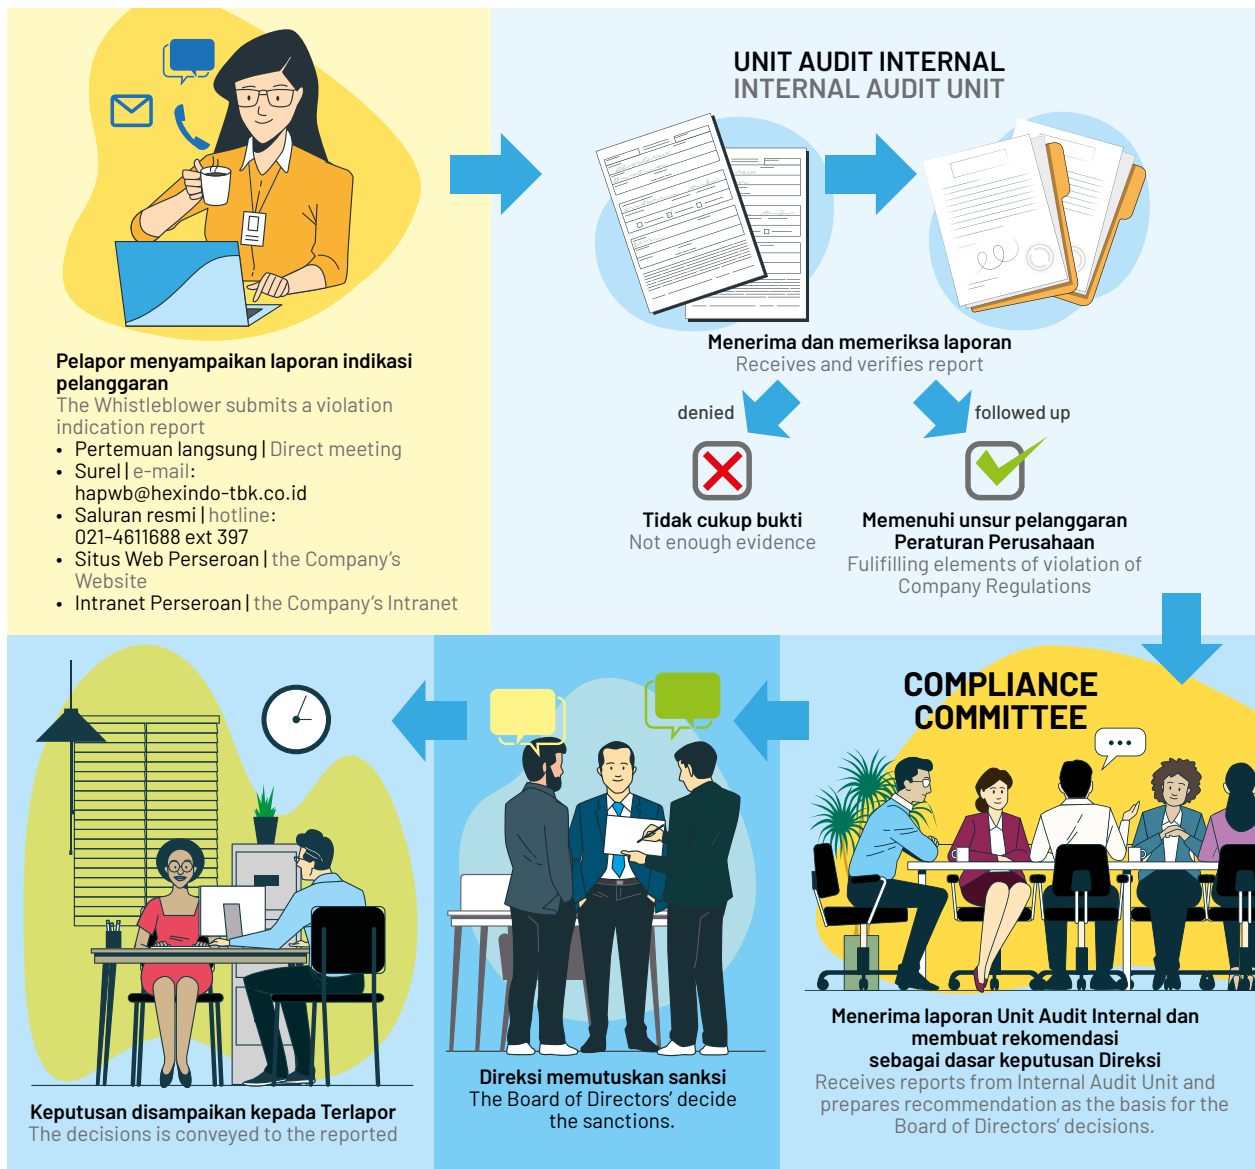 Pelapor menyampaikan laporan indikasi
pelanggaran
The Whistleblower submits a violation
indication report
• Pertemuan langsung | Direct meeting
• Surel | e-mail:
hapwb@hexindo-tbk.co.id
• Saluran resmi | hotline:
021-4611688 ext 397
• Situs Web Perseroan | the Company's
Website
• Intranet Perseroan | the Company's Intranet
UNIT AUDIT INTERNAL
INTERNAL AUDIT UNIT
Menerima dan memeriksa laporan
Receives and verifies report
denied
followed up
Tidak cukup bukti
Not enough evidence
Memenuhi unsur pelanggaran
Peraturan Perusahaan
Fulifilling elements of violation of
Company Regulations
COMPLIANCE
COMMITTEE
Menerima laporan Unit Audit Internal dan
membuat rekomendasi
sebagai dasar keputusan Direksi
Receives reports from Internal Audit Unit and
prepares recommendation as the basis for the
Board of Directors' decisions.
Direksi memutuskan sanksi
The Board of Directors' decide
the sanctions.
Keputusan disampaikan kepada Terlapor
The decisions is conveyed to the reported